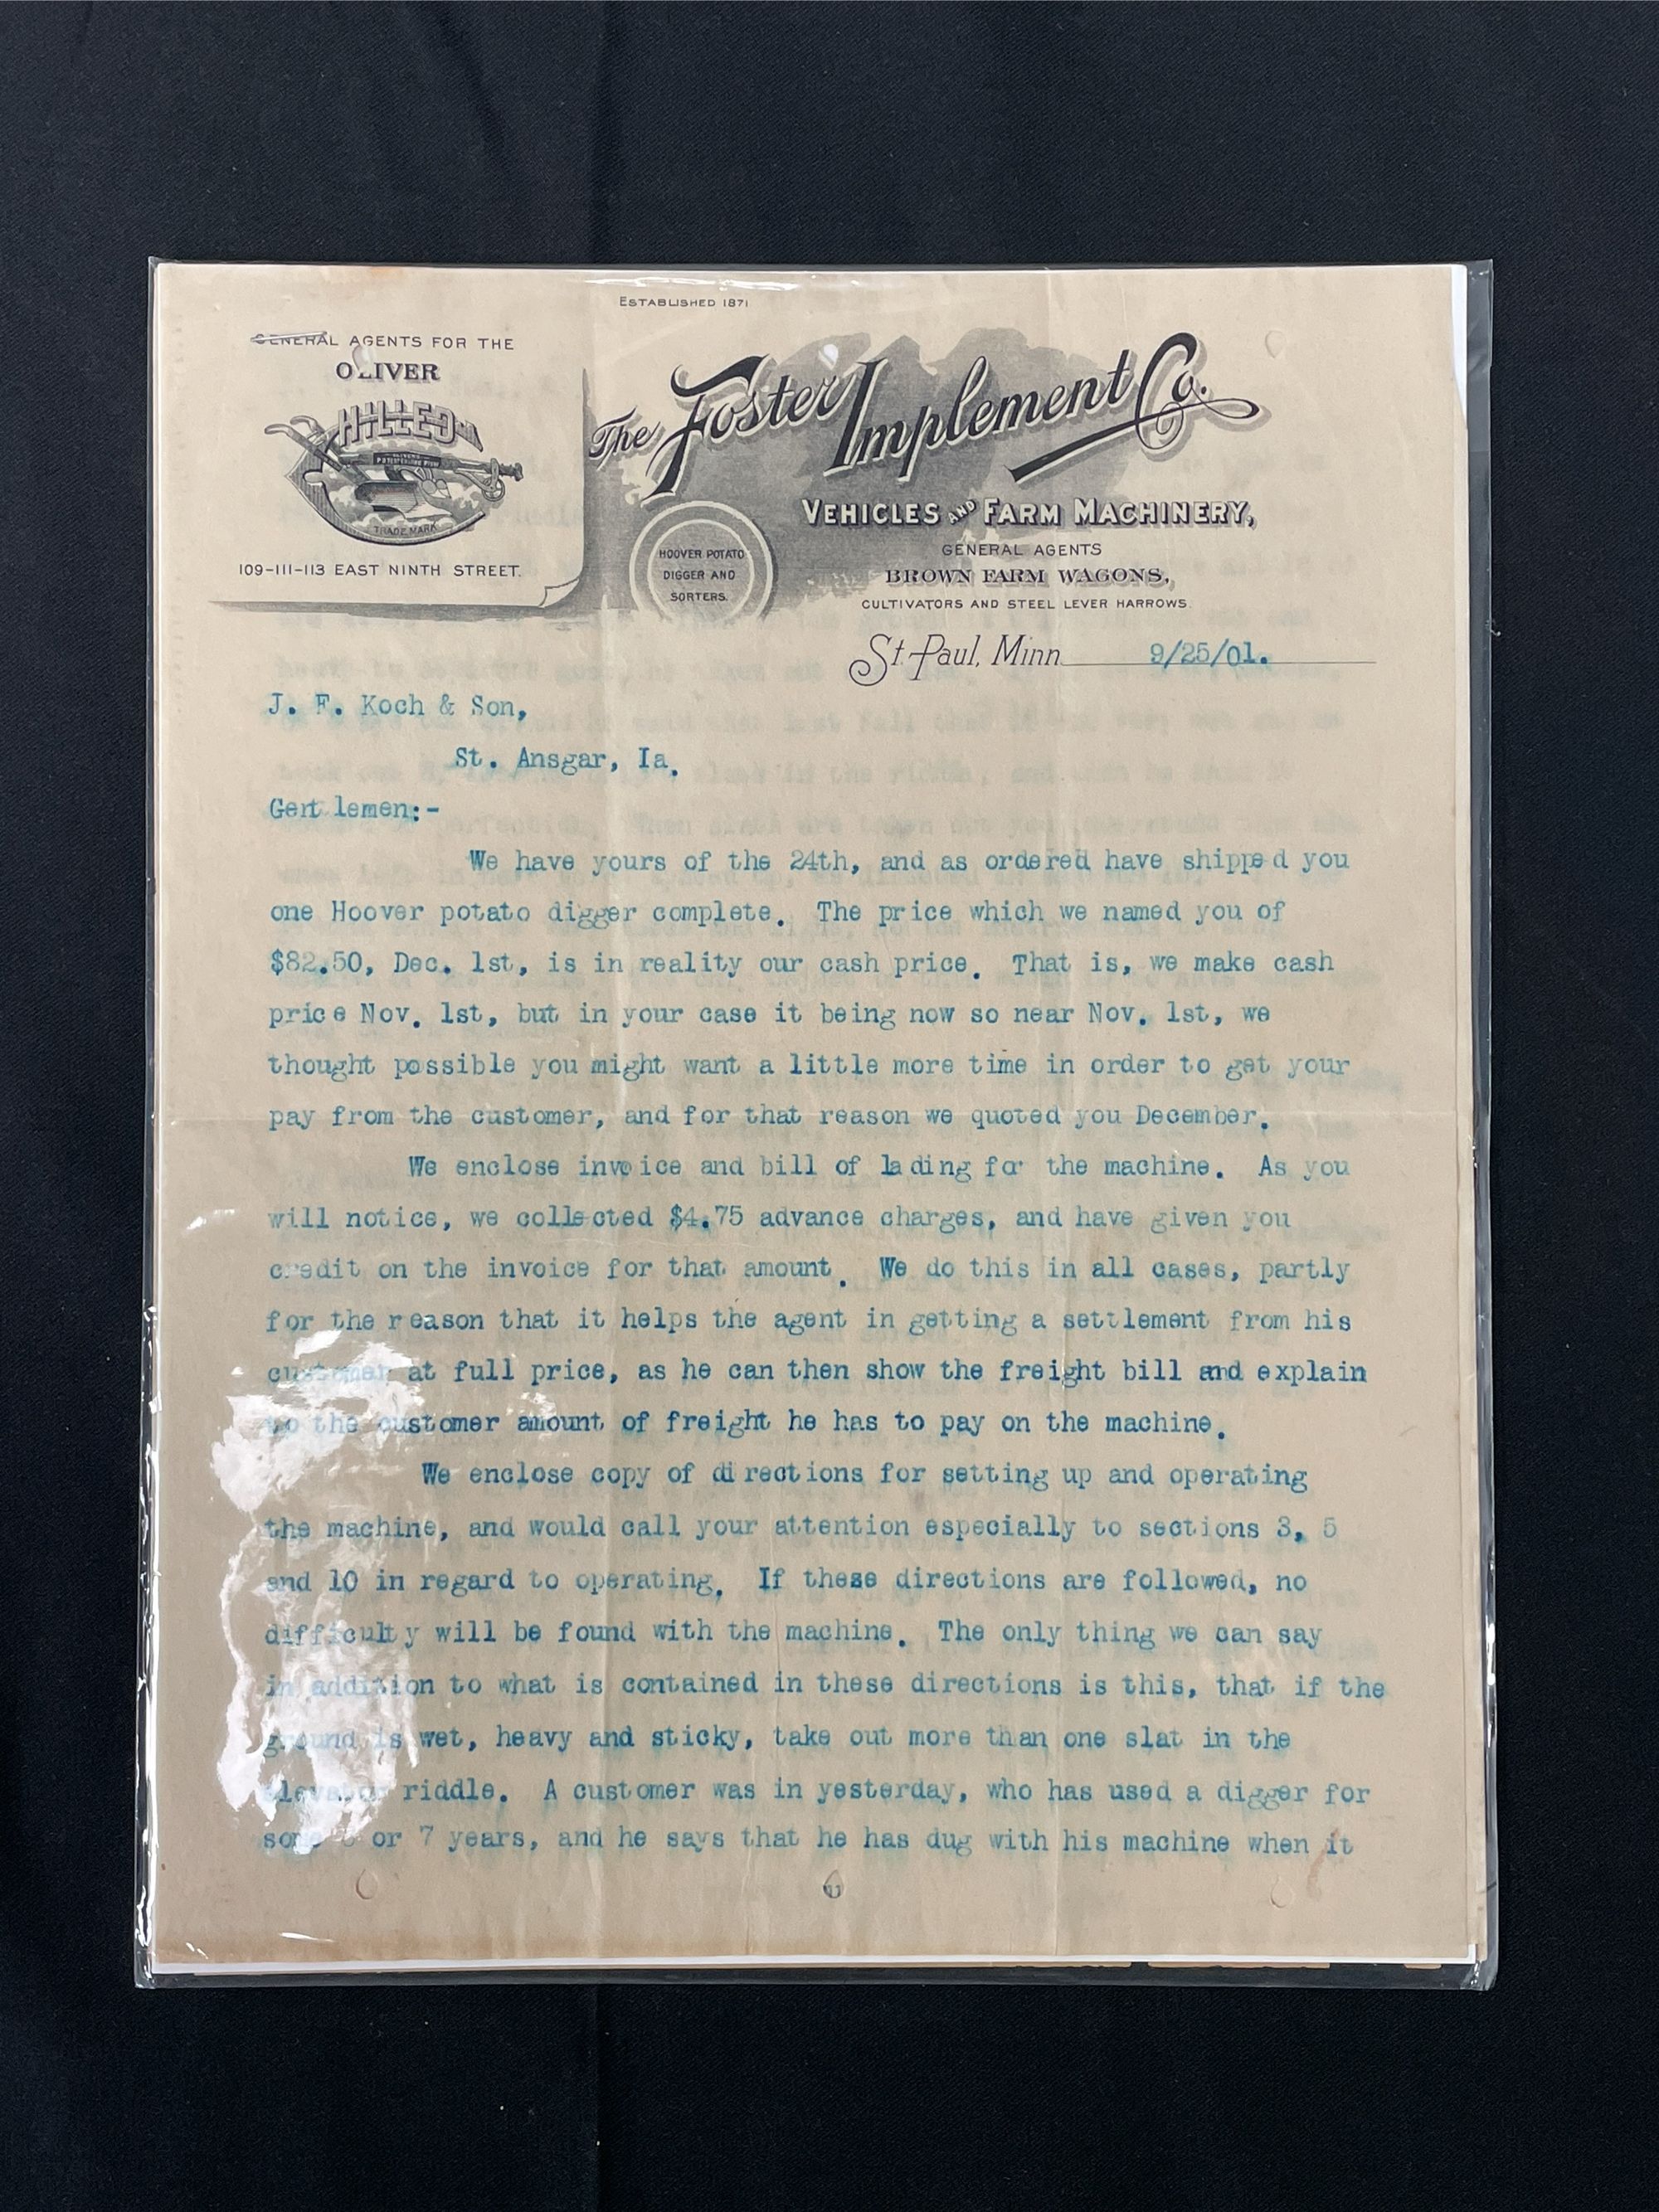 ESTABLISHED 1871
GENERAL AGENTS FOR THE
OLIVER
TRADE MARK
109-111-113 EAST NINTH STREET.
The Foster Implement Co.
VEHICLES AND FARM MACHINERY,
GENERAL AGENTS
BROWN FARM WAGONS,
CULTIVATORS AND STEEL LEVER HARROWS.
HOOVER POTATO
DIGGER AND
SORTERS.
St. Paul, Minn. 9/25/01.
J. F. Koch & Son,
St. Ansgar, Ia.
Gentlemen:-
We have yours of the 24th, and as ordered have shipped you
one Hoover potato digger complete. The price which we named you of
$82.50, Dec. 1st, is in reality our cash price. That is, we make cash
price Nov. 1st, but in your case it being now so near Nov. 1st, we
thought possible you might want a little more time in order to get your
pay from the customer, and for that reason we quoted you December.
We enclose invoice and bill of lading for the machine. As you
will notice, we collected $4.75 advance charges, and have given you
credit on the invoice for that amount. We do this in all cases, partly
for the reason that it helps the agent in getting a settlement from his
customer at full price, as he can then show the freight bill and explain
to the customer amount of freight he has to pay on the machine.
We enclose copy of directions for setting up and operating
the machine, and would call your attention especially to sections 3, 5
and 10 in regard to operating. If these directions are followed, no
difficulty will be found with the machine. The only thing we can say
in addition to what is contained in these directions is this, that if the
ground is wet, heavy and sticky, take out more than one slat in the
elevator riddle. A customer was in yesterday, who has used a digger for
some or 7 years, and he says that he has dug with his machine when it